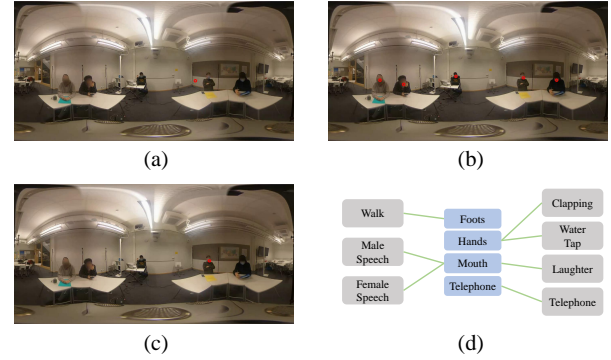 (a)
(b)
Walk
Male
Speech
Female
Speech
Foots
Hands
Mouth
Telephone
Clapping
Water
Tap
Laughter
Telephone
(c)
(d)